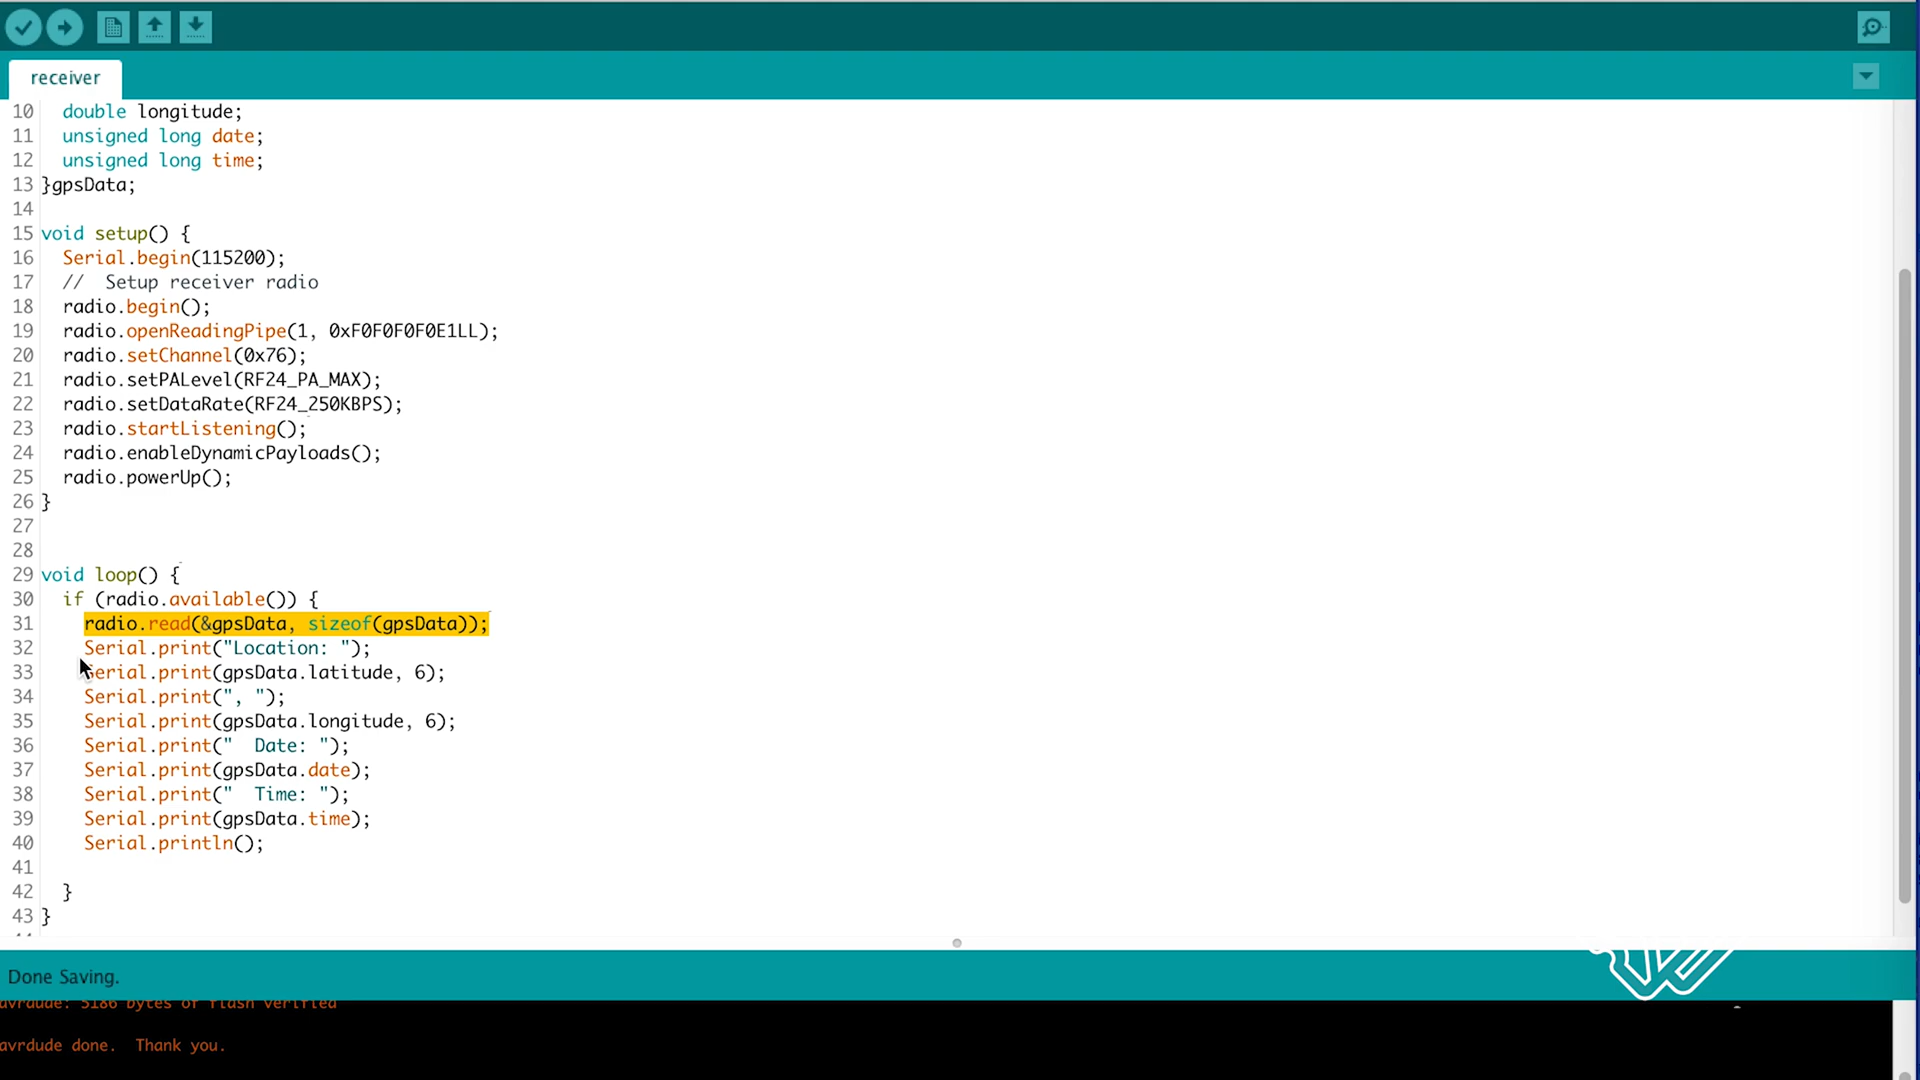 receiver
10 double longitude;
11 unsigned long date;
12 unsigned long time;
13 }gpsData;
14
15 void setup() {
16 Serial.begin(115200);
17 // Setup receiver radio
18 radio.begin();
19 radio.openReadingPipe(1, 0xF0F0F0F0E1LL);
20 radio.setChannel(0x76);
21 radio.setPALevel(RF24_PA_MAX);
22 radio.setDataRate(RF24_250KBPS);
23 radio.startListening();
24 radio.enableDynamicPayloads();
25 radio.powerUp();
26 }
27
28
29 void loop() {
30 if (radio.available()) {
31 radio.read(&gpsData, sizeof(gpsData));
32 Serial.print("Location: ");
33 Serial.print(gpsData.latitude, 6);
34 Serial.print(", ");
35 Serial.print(gpsData.longitude, 6);
36 Serial.print("  Date: ");
37 Serial.print(gpsData.date);
38 Serial.print("  Time: ");
39 Serial.print(gpsData.time);
40 Serial.println();
41
42 }
43 }
Done Saving.
avrdude: 5186 bytes of flash verified
avrdude done.  Thank you.